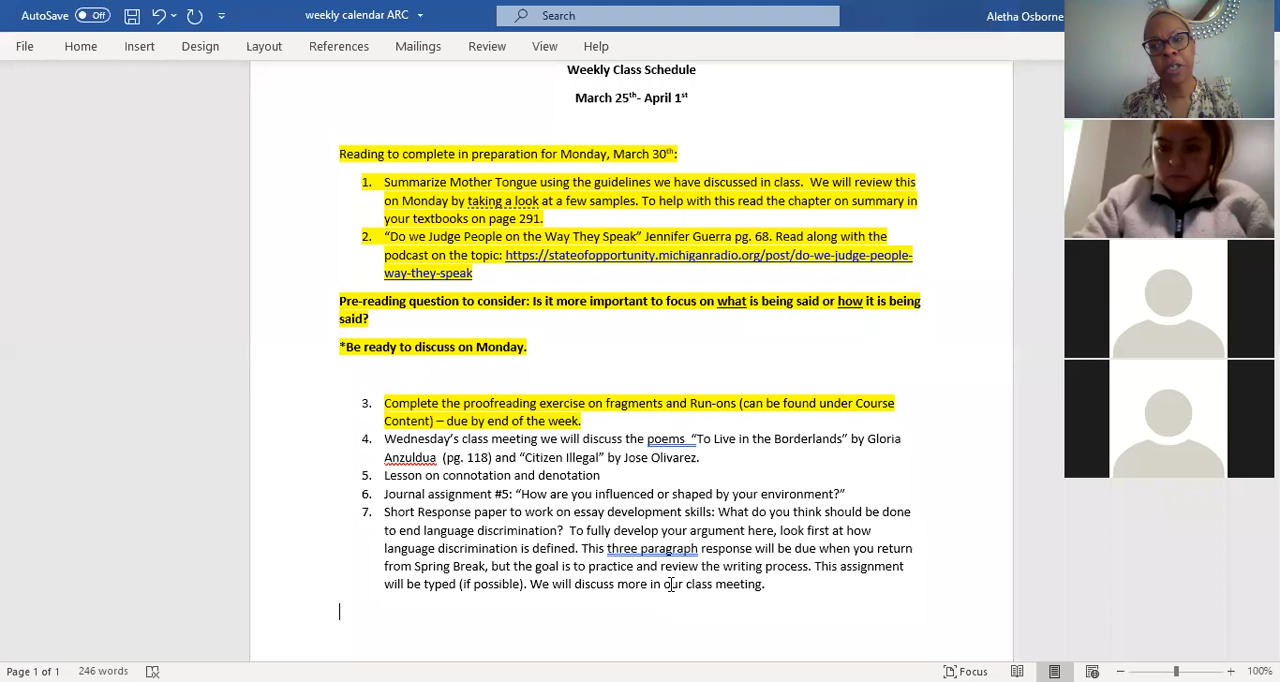 AutoSave Off weekly calendar ARC Search Aletha Osborne
File Home Insert Design Layout References Mailings Review View Help
Weekly Class Schedule
March 25th- April 1st
Reading to complete in preparation for Monday, March 30th:
1. Summarize Mother Tongue using the guidelines we have discussed in class. We will review this
on Monday by taking a look at a few samples. To help with this read the chapter on summary in
your textbooks on page 291.
2. “Do we Judge People on the Way They Speak” Jennifer Guerra pg. 68. Read along with the
podcast on the topic: https://stateofopportunity.michiganradio.org/post/do-we-judge-people-
way-they-speak
Pre-reading question to consider: Is it more important to focus on what is being said or how it is being
said?
*Be ready to discuss on Monday.
3. Complete the proofreading exercise on fragments and Run-ons (can be found under Course
Content) – due by end of the week.
4. Wednesday’s class meeting we will discuss the poems “To Live in the Borderlands” by Gloria
Anzuldua (pg. 118) and “Citizen Illegal” by Jose Olivarez.
5. Lesson on connotation and denotation
6. Journal assignment #5: “How are you influenced or shaped by your environment?”
7. Short Response paper to work on essay development skills: What do you think should be done
to end language discrimination? To fully develop your argument here, look first at how
language discrimination is defined. This three paragraph response will be due when you return
from Spring Break, but the goal is to practice and review the writing process. This assignment
will be typed (if possible). We will discuss more in our class meeting.
Page 1 of 1 246 words Focus 100%